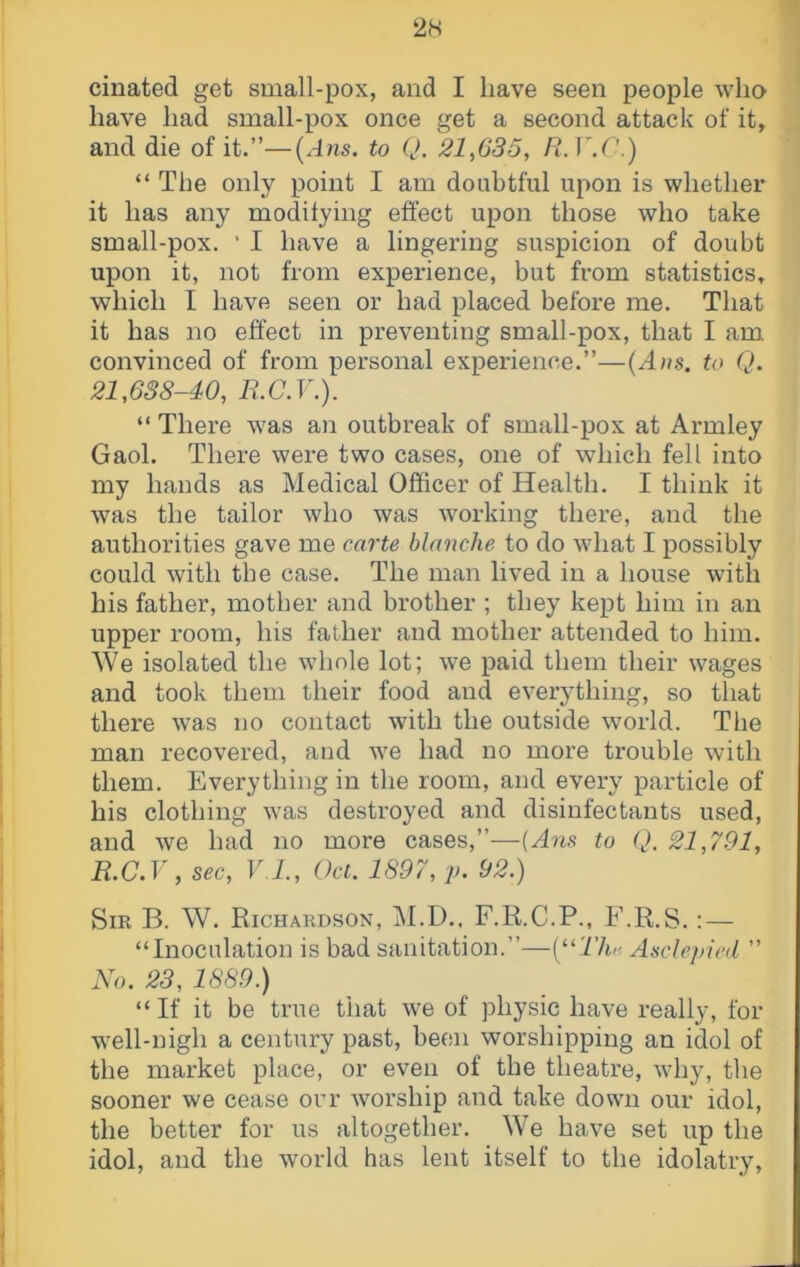 28
cinated get small-pox, and I have seen people who
have had small-pox once get a second attack of it,
and die of it.”—(Ans. to Q. 21,635, R.V.C.)
“ The only point I am doubtful upon is whether
it has any modifying effect upon those who take
small-pox. ' I have a lingering suspicion of doubt
upon it, not from experience, but from statistics,
which I have seen or had placed before me. That
it has no effect in preventing small-pox, that I am
convinced of from personal experience.”—(Ans. to Q.
21,638-40, R.C.V.).
“ There was an outbreak of small-pox at Armley
Gaol. There were two cases, one of which fell into
my hands as Medical Officer of Health. I think it
was the tailor who was working there, and the
authorities gave me carte blanche to do what I possibly
could with the case. The man lived in a house with
his father, mother and brother ; they kept him in an
upper room, his father and mother attended to him.
We isolated the whole lot; we paid them their wages
and took them their food and everything, so that
there was no contact with the outside world. The
man recovered, and we had no more trouble with
them. Everything in the room, and every particle of
his clothing was destroyed and disinfectants used,
and we had no more cases,”—(Ans to Q. 21,791,
R.C.V, sec, V.I., Oct. 1897, p. 92.)
Sir B. W. Richardson, M.D., F.R.C.P., F.R.S. :—
“Inoculation is bad sanitation.”—(“The Asclepied ”
No. 23, 1889.)
“ If it be true that we of physic have really, for
well-nigh a century past, been worshipping an idol of
the market place, or even of the theatre, why, the
sooner we cease our worship and take down our idol,
the better for us altogether. We have set up the
idol, and the world has lent itself to the idolatry,